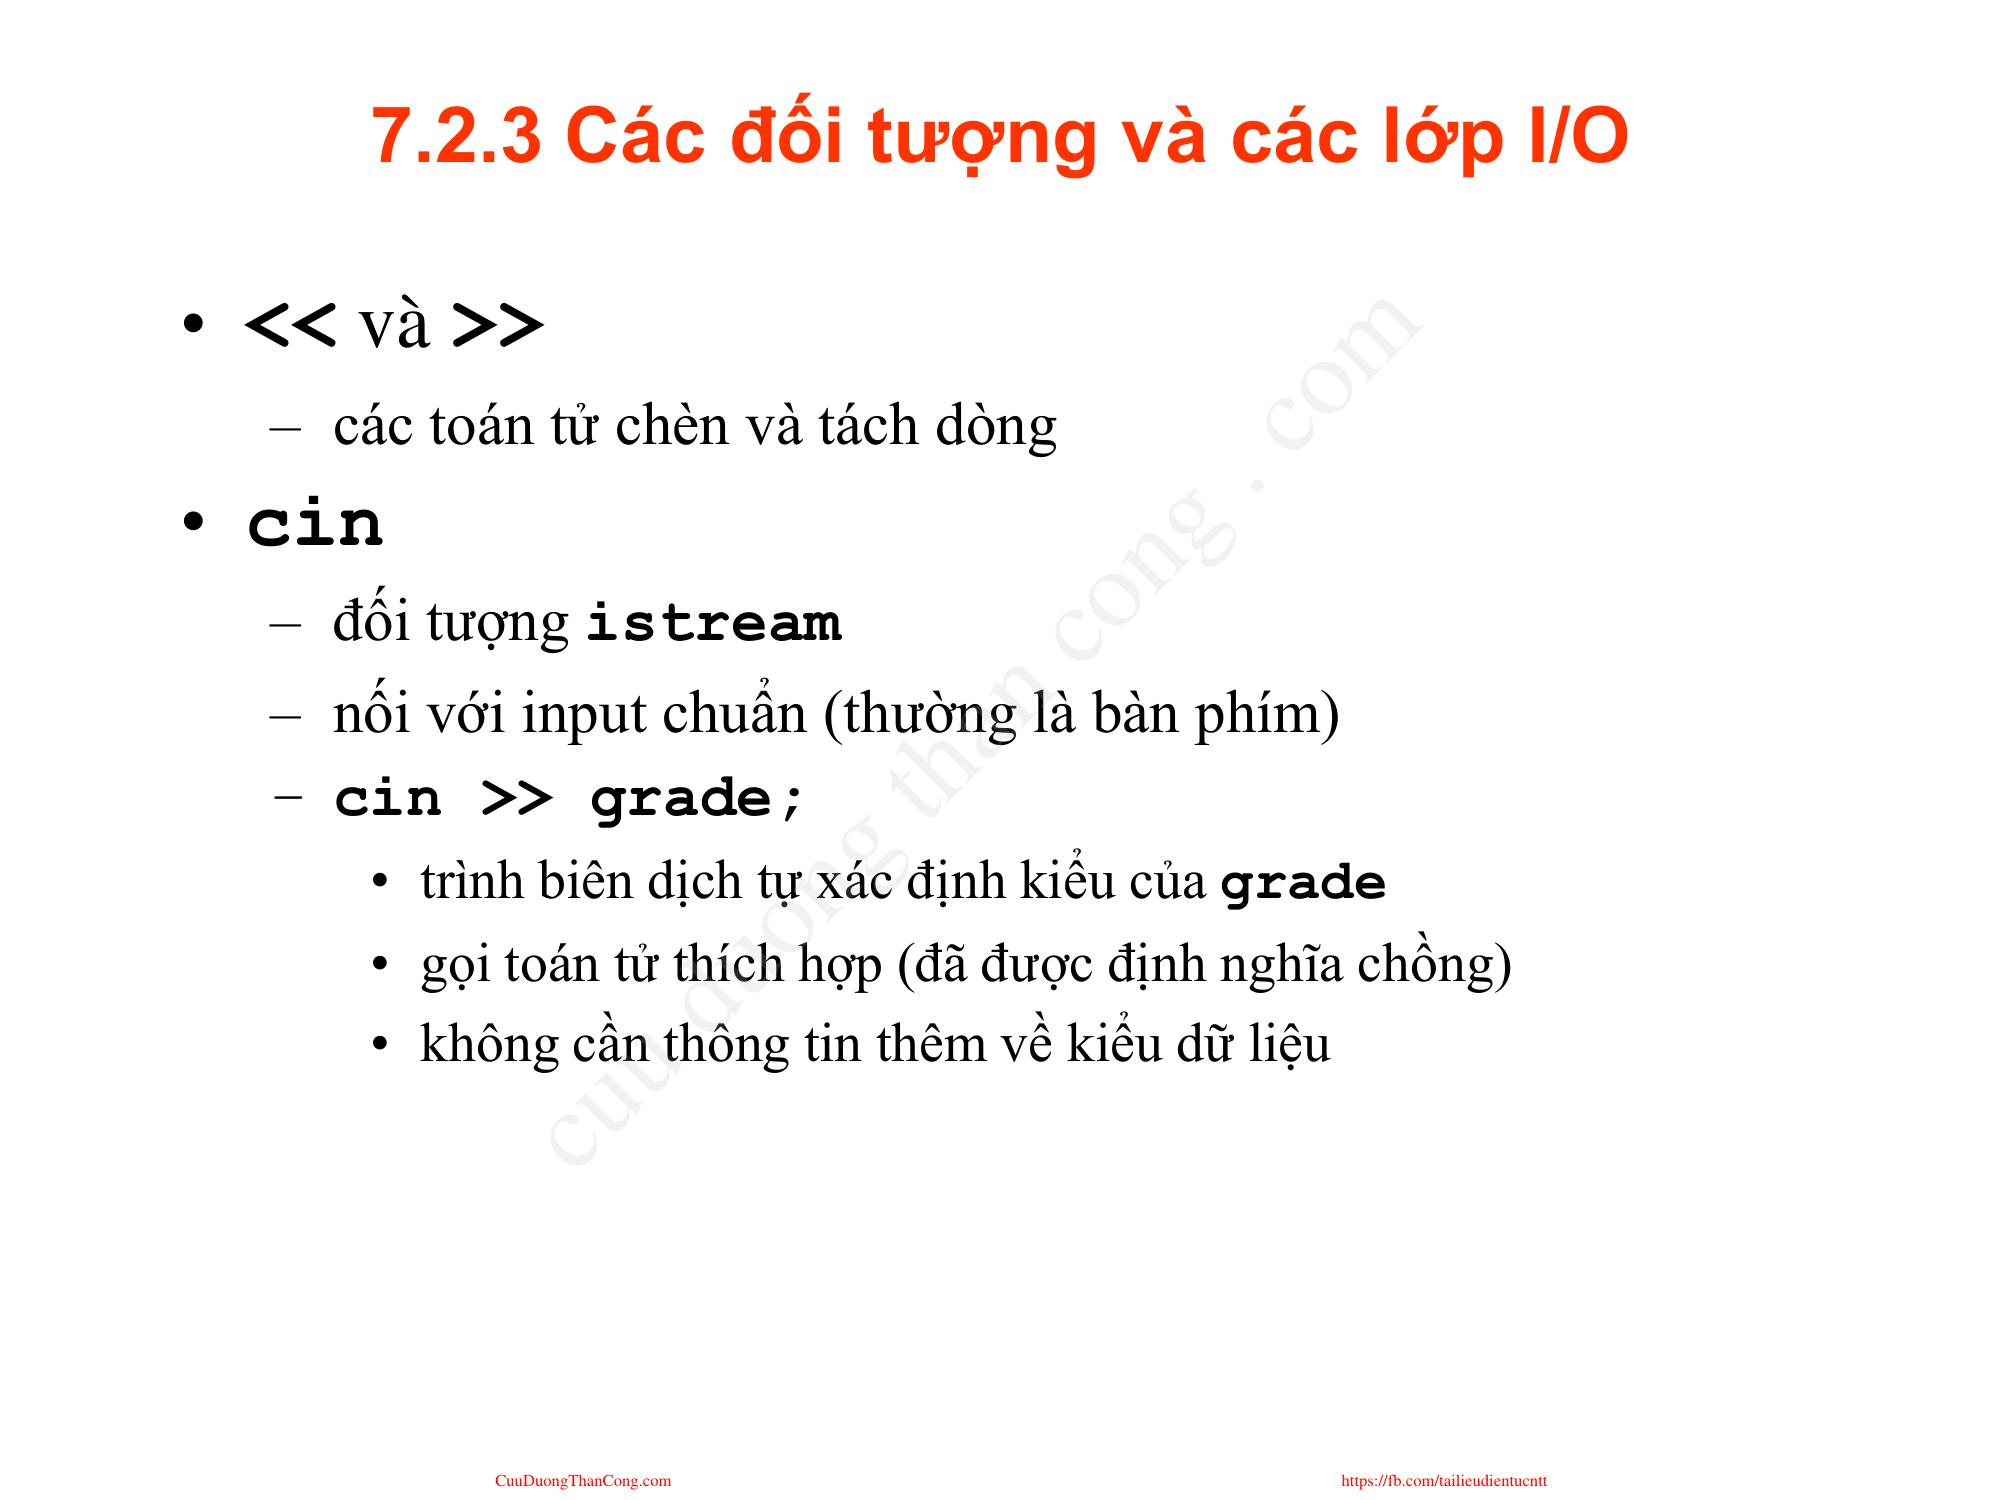 7.2.3 Các đối tượng và các lớp I/O
• << và >>
– các toán tử chèn và tách dòng
• cin
– đối tượng istream
– nối với input chuẩn (thường là bàn phím)
– cin >> grade;
• trình biên dịch tự xác định kiểu của grade
• gọi toán tử thích hợp (đã được định nghĩa chồng)
• không cần thông tin thêm về kiểu dữ liệu
cuu duong than cong . com
CuuDuongThanCong.com
https://fb.com/tailieudientucntt